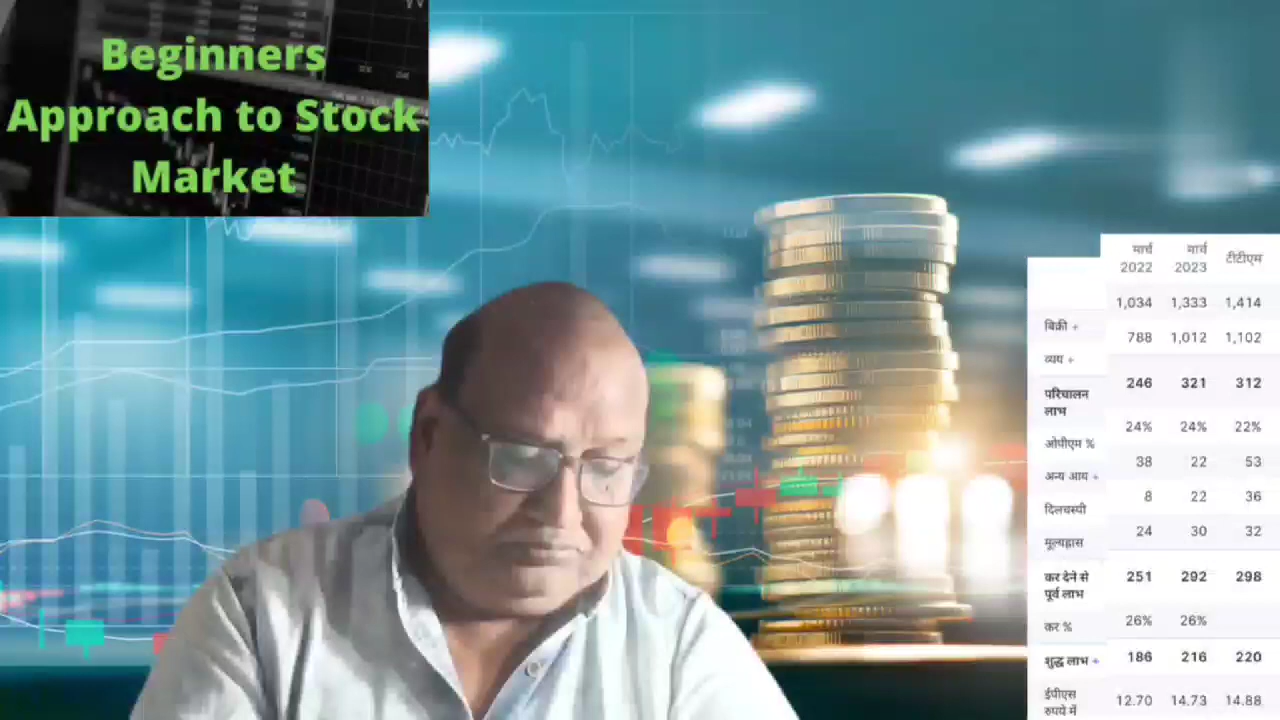 Beginners
Approach to Stock
Market
मार्च मार्च टीटीएम
2022 2023
1,034 1,333 1,414
बिक्री +
788 1,012 1,102
व्यय +
246 321 312
परिचालन
लाभ
24% 24% 22%
ओपीएम %
38 22 53
अन्य आय +
8 22 36
दिलचस्पी
24 30 32
मूल्यह्रास
251 292 298
कर देने से
पूर्व लाभ
26% 26%
कर %
186 216 220
शुद्ध लाभ +
12.70 14.73 14.88
ईपीएस
रुपये में